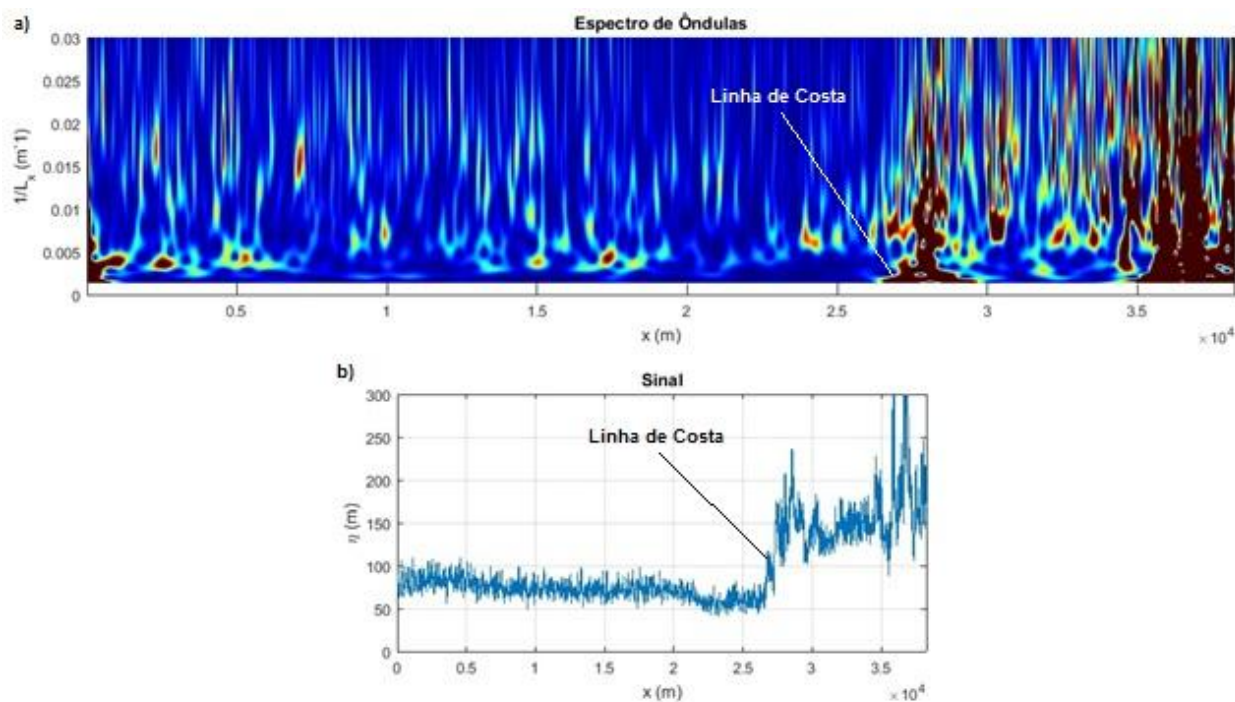 a)
Espectro de Ôndulas
0.03
0.025
0.02
0.015
0.01
0.005
0
1/L_x (m^-1)
Linha de Costa
0.5 1 1.5 2 2.5 3 3.5
x (m)
×10^4
b)
Sinal
300
250
200
150
100
50
0
η (m)
Linha de Costa
0 0.5 1 1.5 2 2.5 3 3.5
x (m)
×10^4